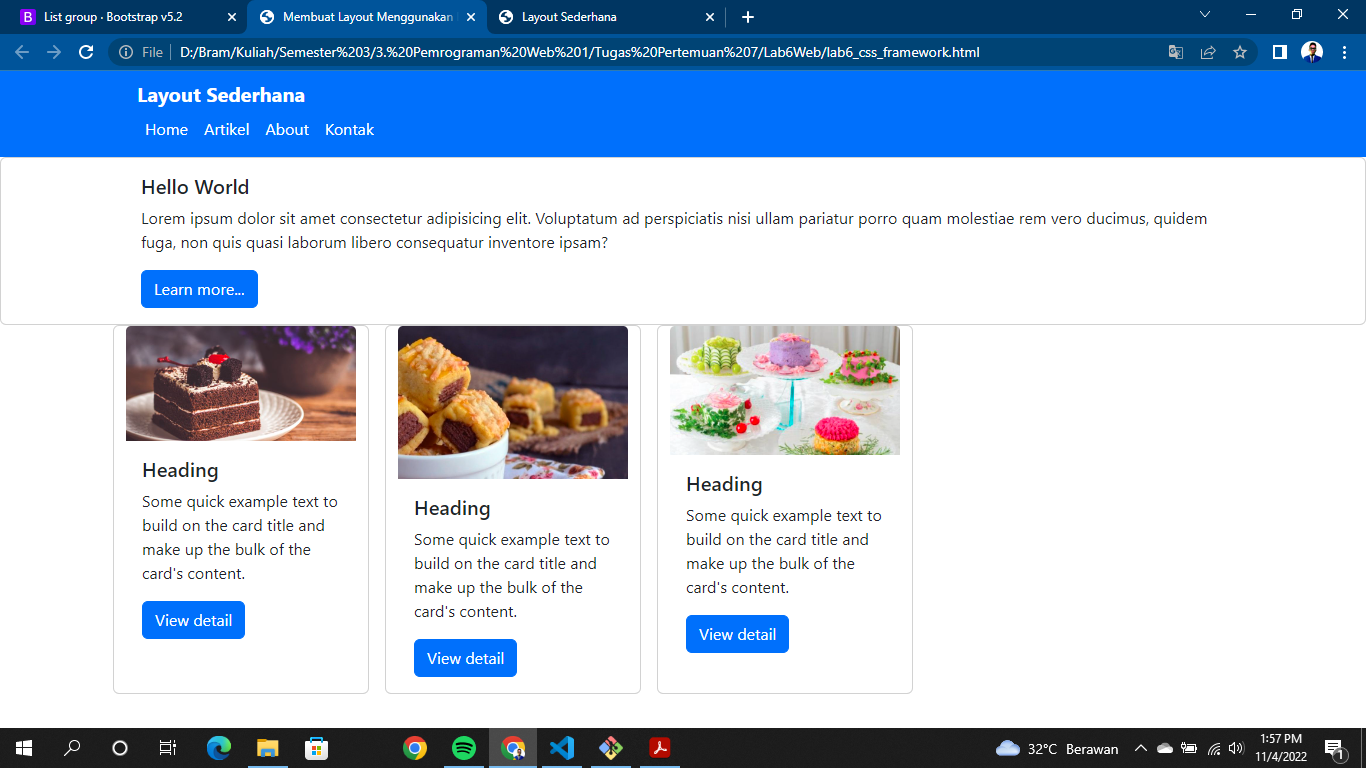 List group · Bootstrap v5.2
Membuat Layout Menggunakan
Layout Sederhana
File
D:/Bram/Kuliah/Semester%203/3.%20Pemrograman%20Web%201/Tugas%20Pertemuan%207/Lab6Web/lab6_css_framework.html
Layout Sederhana
Home Artikel About Kontak
Hello World
Lorem ipsum dolor sit amet consectetur adipisicing elit. Voluptatum ad perspiciatis nisi ullam pariatur porro quam molestiae rem vero ducimus, quidem
fuga, non quis quasi laborum libero consequatur inventore ipsam?
Learn more...
Heading
Some quick example text to
build on the card title and
make up the bulk of the
card's content.
View detail
Heading
Some quick example text to
build on the card title and
make up the bulk of the
card's content.
View detail
Heading
Some quick example text to
build on the card title and
make up the bulk of the
card's content.
View detail
32°C Berawan
1:57 PM
11/4/2022
1